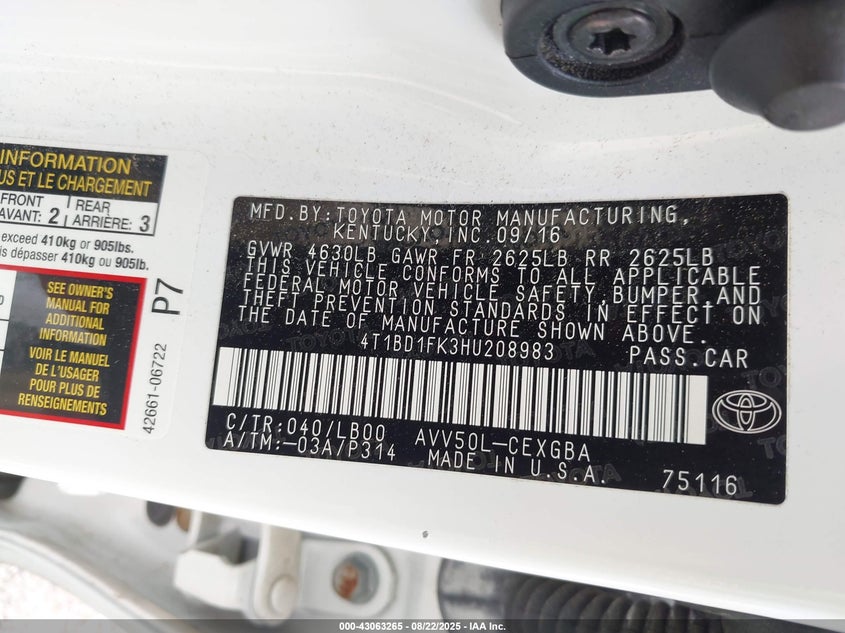 INFORMATION
US ET LE CHARGEMENT
FRONT
AVANT: 2
REAR
ARRIÈRE: 3
exceed 410kg or 905lbs.
is dépasser 410kg ou 905lb.
SEE OWNER'S
MANUAL FOR
ADDITIONAL
INFORMATION
VOIR LE MANUEL
DE L'USAGER
POUR PLUS DE
RENSEIGNEMENTS
42661-06722
P7
MFD.BY:TOYOTA MOTOR MANUFACTURING,
KENTUCKY,INC.09/16
GVWR 4630LB GAWR FR 2625LB RR 2625LB
THIS VEHICLE CONFORMS TO ALL APPLICABLE
FEDERAL MOTOR VEHICLE SAFETY,BUMPER,AND
THEFT PREVENTION STANDARDS IN EFFECT ON
THE DATE OF MANUFACTURE SHOWN ABOVE.
4T1BD1FK3HU208983 PASS.CAR
C/TR:040/LB00 AVV50L-CEXGBA
A/TM:-03A/P314 MADE IN U.S.A.
75116
000-43063265 - 08/22/2025 - IAA Inc.